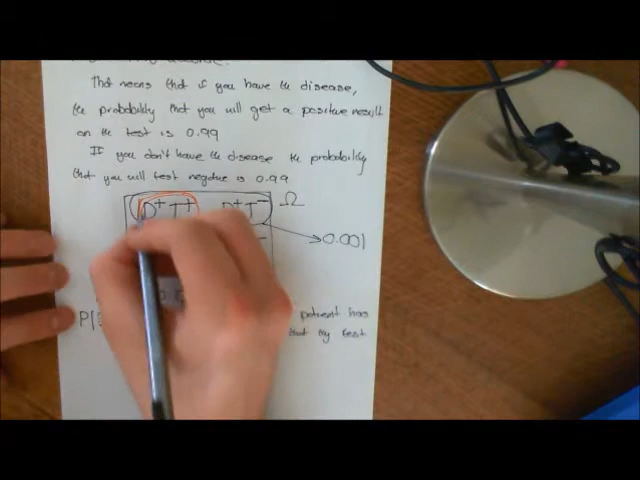 That means that if you have the disease,
the probability that you will get a positive result
on the test is 0.99
If you don't have the disease the probability
that you will test negative is 0.99
D⁺ T⁺ D⁺ T⁻ Ω
0.001
P( patient has
that my test